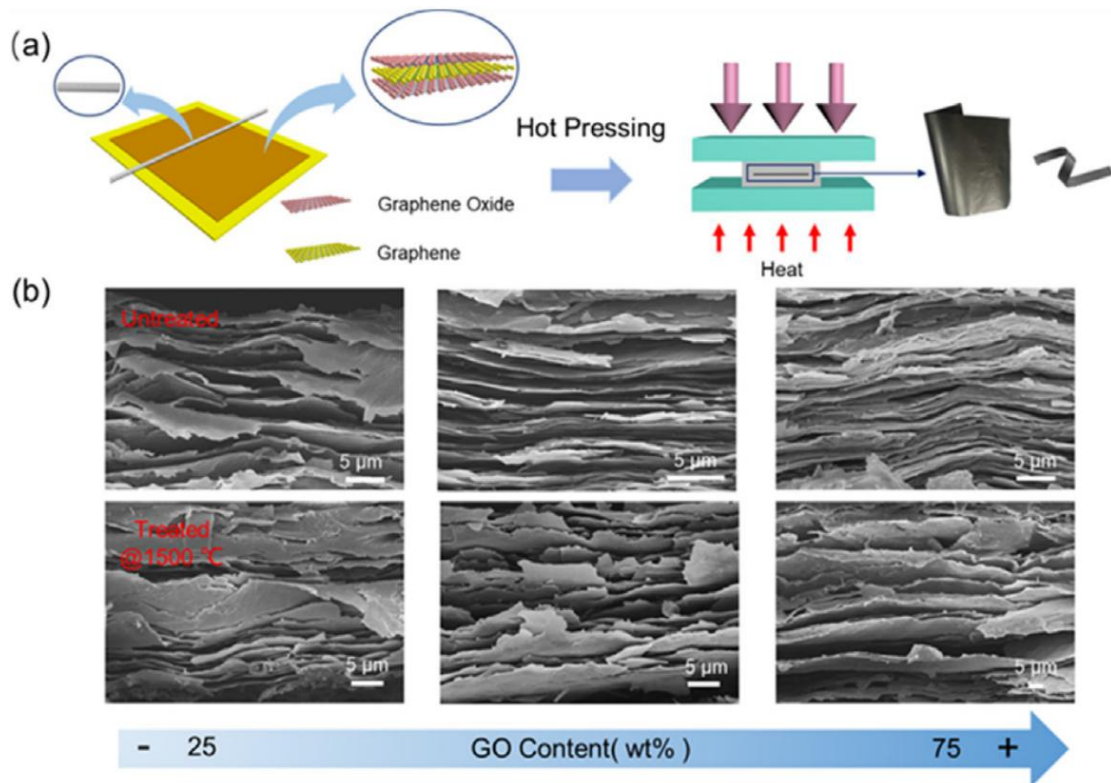 (a)
Hot Pressing
Graphene Oxide
Graphene
Heat
(b)
Untreated
5 μm
5 μm
5 μm
Treated
@1500 ℃
5 μm
5 μm
5 μm
- 25 GO Content( wt% ) 75 +